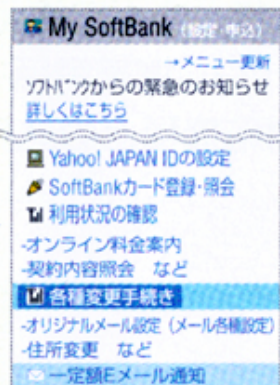 My SoftBank (設定・申込)
→メニュー更新
ソフトバンクからの緊急のお知らせ
詳しくはこちら
Yahoo! JAPAN IDの設定
SoftBankカード登録・照会
利用状況の確認
-オンライン料金案内
-契約内容照会 など
各種変更手続き
-オリジナルメール設定（メール各種設定）
-住所変更 など
一定額Eメール通知